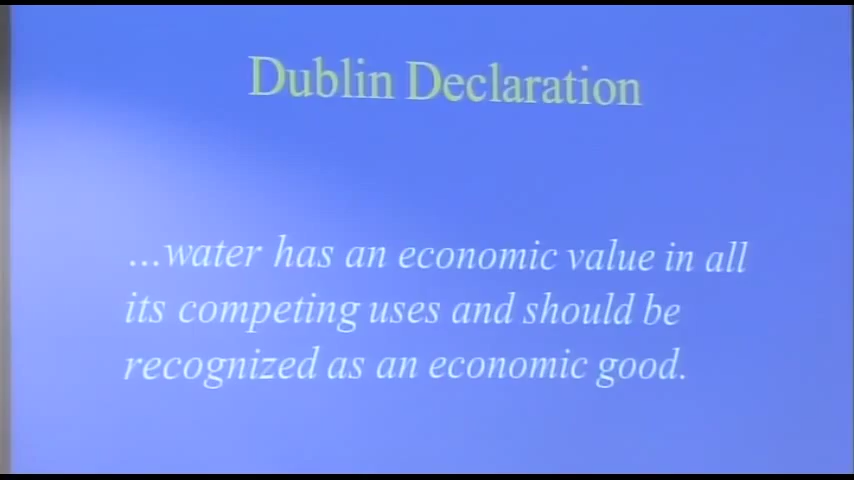 Dublin Declaration
...water has an economic value in all
its competing uses and should be
recognized as an economic good.